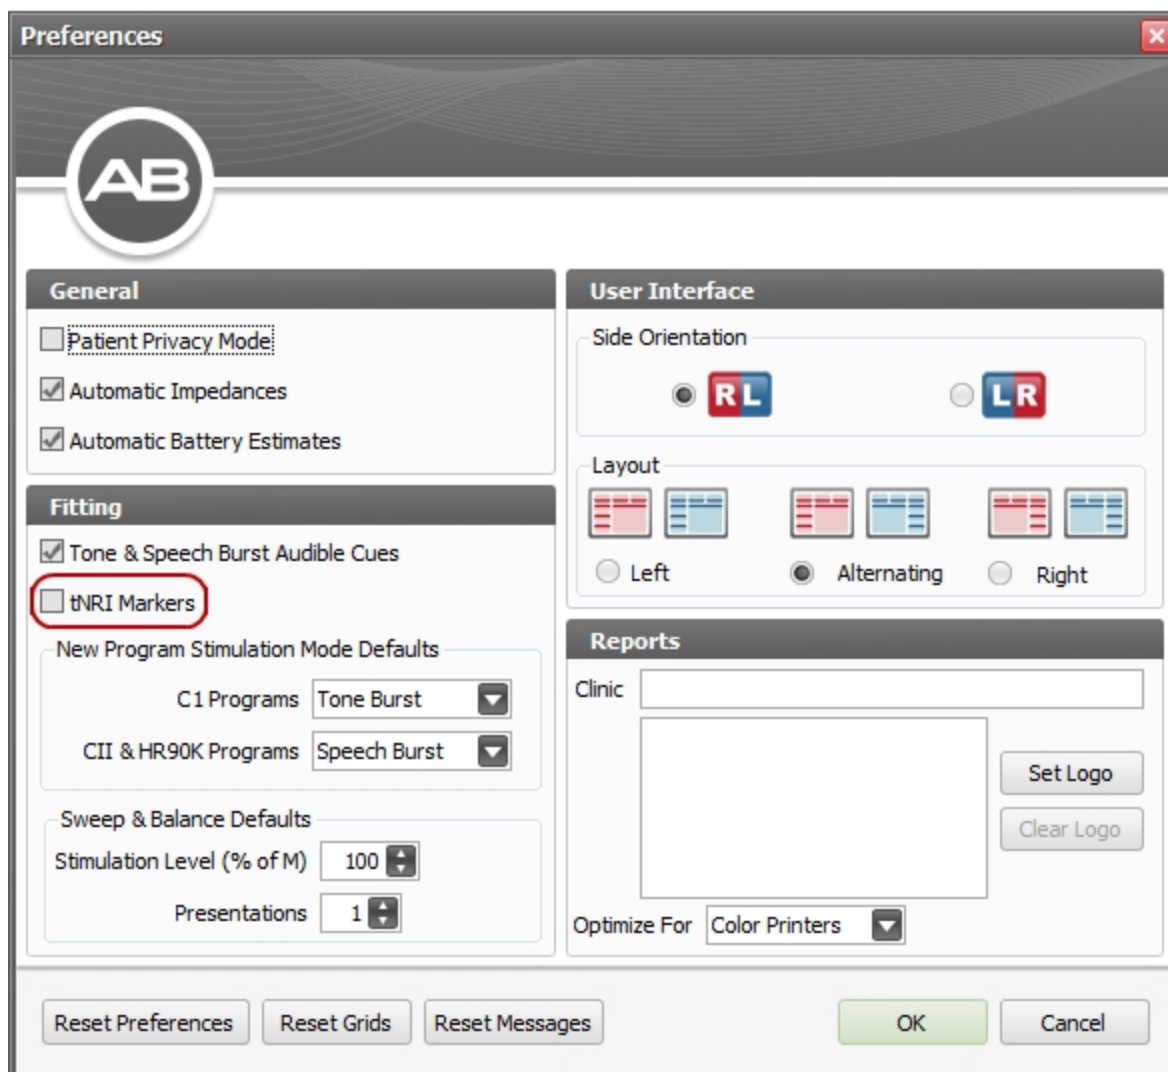 Preferences
AB
General
Patient Privacy Mode
Automatic Impedances
Automatic Battery Estimates
Fitting
Tone & Speech Burst Audible Cues
tNRI Markers
New Program Stimulation Mode Defaults
C1 Programs Tone Burst
CII & HR90K Programs Speech Burst
Sweep & Balance Defaults
Stimulation Level (% of M) 100
Presentations 1
User Interface
Side Orientation
RL LR
Layout
Left Alternating Right
Reports
Clinic
Set Logo
Clear Logo
Optimize For Color Printers
Reset Preferences Reset Grids Reset Messages OK Cancel